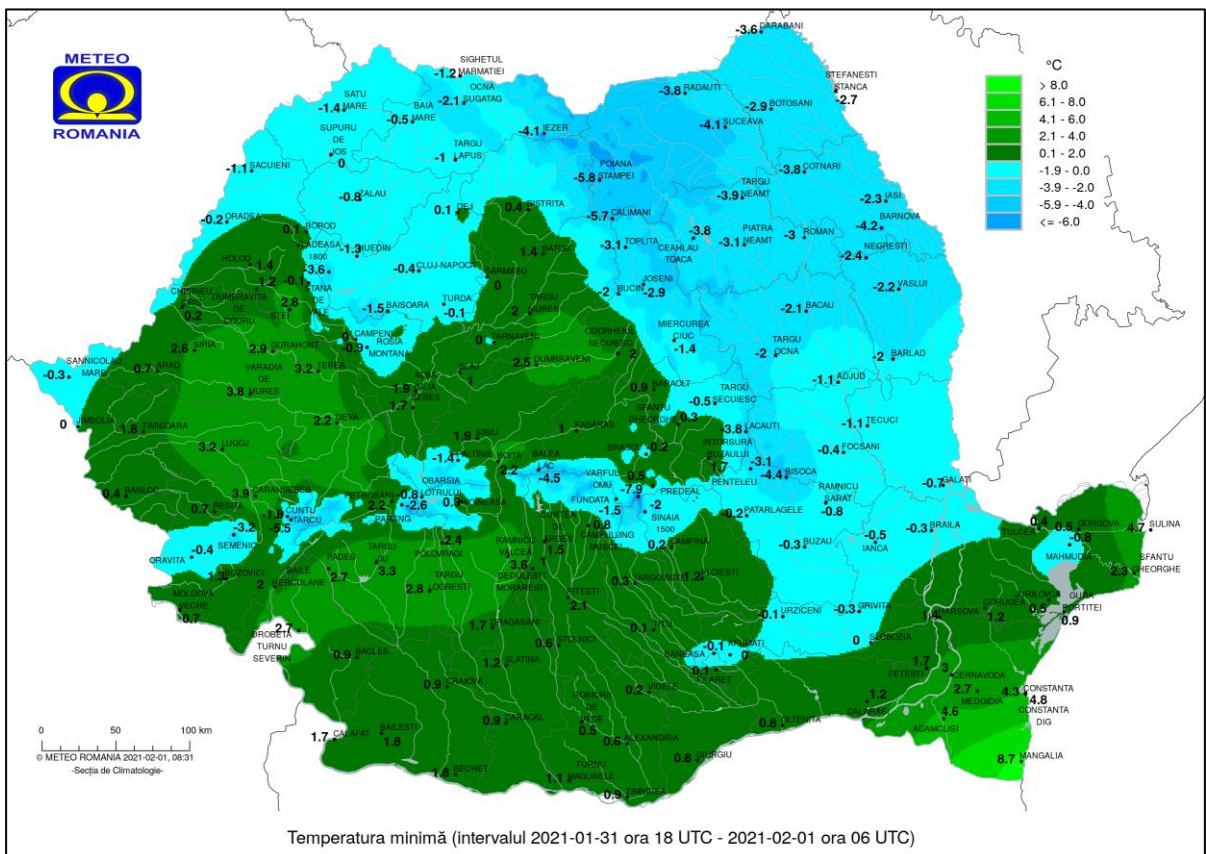 METEO
ROMANIA
-3.6 DARABANI
SIGHETUL
-1.2 MARMATIEI
OCNA
-2.1 SUGATAG
SATU
-1.4 MARE
BAIA
-0.5 MARE
-3.8 RADAUTI
STEFANESTI
STANCA
-2.7
-2.9 BOTOSANI
-4.1 SUCEAVA
-4.1 IEZER
SUPURU
DE
JOS
0
TARGU
-1 LAPUS
POIANA
-5.8 STAMPEI
-3.8 COTNARI
-1.1 SACUIENI
-0.8 ZALAU
TARGU
-3.9 NEAMT
-2.3 IASI
BARNOVA
-4.2
-0.2 ORADEA
0.1 DEJ
0.4 BISTRITA
-5.7 CALIMANI
0.1 BOROD
VLADEASA
1800
-3.6
-1.3 HUEDIN
1.4 BATOS
-3.1 TOPLITA
-3.8
CEAHLAU
TOACA
PIATRA
-3.1 NEAMT
-3 ROMAN
NEGRESTI
-2.4
HOLOD
1.4
-0.4 CLUJ-NAPOCA
SARMASU
0
BUCIN
-2
JOSENI
-2.9
-2.2 VASLUI
CHISINEU
CRIS
0.2
1.2
DUMBRAVITA
DE
CODRU
2.8
STEI
-0.1
STANA
DE
VALE
-1.5 BAISOARA
TURDA
-0.1
TARGU
2 MURES
-2.1 BACAU
2.6 SIRIA
2.9 GURAHONT
0 CAMPENI
-0.9 ROSIA
MONTANA
0 TARNAVENI
ODORHEIUL
SECUIESC
2
MIERCUREA
CIUC
-1.4
TARGU
-2 OCNA
-2 BARLAD
SANNICOLAU
MARE
-0.3
0.7 ARAD
VARADIA
DE
3.8 MURES
3.2 TEBEA
2.5 DUMBRAVENI
ALBA
IULIA
1.9
1.7 SEBES
BLAJ
1
0.9 BARAOLT
-1.1 ADJUD
JIMBOLIA
0
1.8 TIMISOARA
2.2 DEVA
TARGU
-0.5 SECUIESC
SFANTU
GHEORGHE
0.3
-1.1 TECUCI
3.2 LUGOJ
1.9 SIBIU
1 FAGARAS
BRASOV
-0.2
-3.8 LACAUTI
INTORSURA
BUZAULUI
1.7
-0.4 FOCSANI
-1.4 PALTINIS
BOITA
2.2
BALEA
LAC
-4.5
VARFUL
OMU
-7.9
0.5
PREDEAL
-2
-3.1
PENTELEU
-4.4 BISOCA
-0.7 GALATI
0.4 BANLOC
0.7 RESITA
3.9 CARANSEBES
-1.8 CUNTU
-5.5 TARCU
PETROSANI
2.2
PARANG
-2.6
-0.8
OBARSIA
LOTRULUI
0.3 VOINEASA
FUNDATA
-1.5
SINAIA
1500
RAMNICU
SARAT
-0.8
-0.2 PATARLAGELE
-0.3 BRAILA
TULCEA
0.4
0.5 GORGOVA
4.7 SULINA
-3.2
SEMENIC
ORAVITA
-0.4
2.4
POLOVRAGI
DE
ARGES
1.5
0.8
CAMPULUNG
MUSCEL
0.2 CAMPINA
-0.3 BUZAU
-0.5
IANCA
-0.8
MAHMUDIA
SFANTU
2.3 GHEORGHE
1.3 BOZOVICI
BAILE
2 HERCULANE
PADES
2.7
TARGU
JIU
3.3
RAMNICU
VALCEA
3.6
1
DEDULESTI
MORARESTI
0.3 TARGOVISTE
1.2 PLOIESTI
MOLDOVA
VECHE
0.7
TARGU
2.8 LOGRESTI
PITESTI
2.1
-0.1 URZICENI
-0.3 GRIVITA
1.4 HARSOVA
CORUGEA
1.2
JURILOVCA
0.5
GURA
PORTITEI
0.9
2.7
DROBETA
TURNU
SEVERIN
1.7 DRAGASANI
0.6 STOLNICI
0.1 TITU
0 SLOBOZIA
0.9 BACLES
1.2 SLATINA
-0.1 AFUMATI
BANEASA
0
0.1 FILARET
1.7
FETESTI
3
CERNAVODA
0.9 CRAIOVA
0.2 VIDELE
1.2
CALARASI
2.7
MEDGIDIA
4.3 CONSTANTA
4.8
CONSTANTA
DIG
ROSIORII
DE
VEDE
0.5
0.9 CARACAL
4.6
ADAMCLISI
1.7 CALAFAT
BAILESTI
1.8
0.6 ALEXANDRIA
0.8 OLTENITA
0.8 GIURGIU
8.7 MANGALIA
1.8 BECHET
TURNU
1.1 MAGURELE
0.9 ZIMNICEA
°C
> 8.0
6.1 - 8.0
4.1 - 6.0
2.1 - 4.0
0.1 - 2.0
-1.9 - 0.0
-3.9 - -2.0
-5.9 - -4.0
<= -6.0
0 50 100 km
© METEO ROMANIA 2021-02-01, 08:31
-Secția de Climatologie-
Temperatura minimă (intervalul 2021-01-31 ora 18 UTC - 2021-02-01 ora 06 UTC)